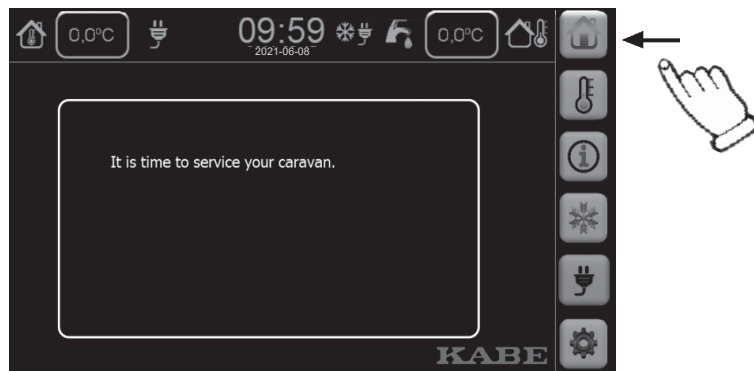 0,0°C
09:59
2021-06-08
0,0°C
It is time to service your caravan.
KABE